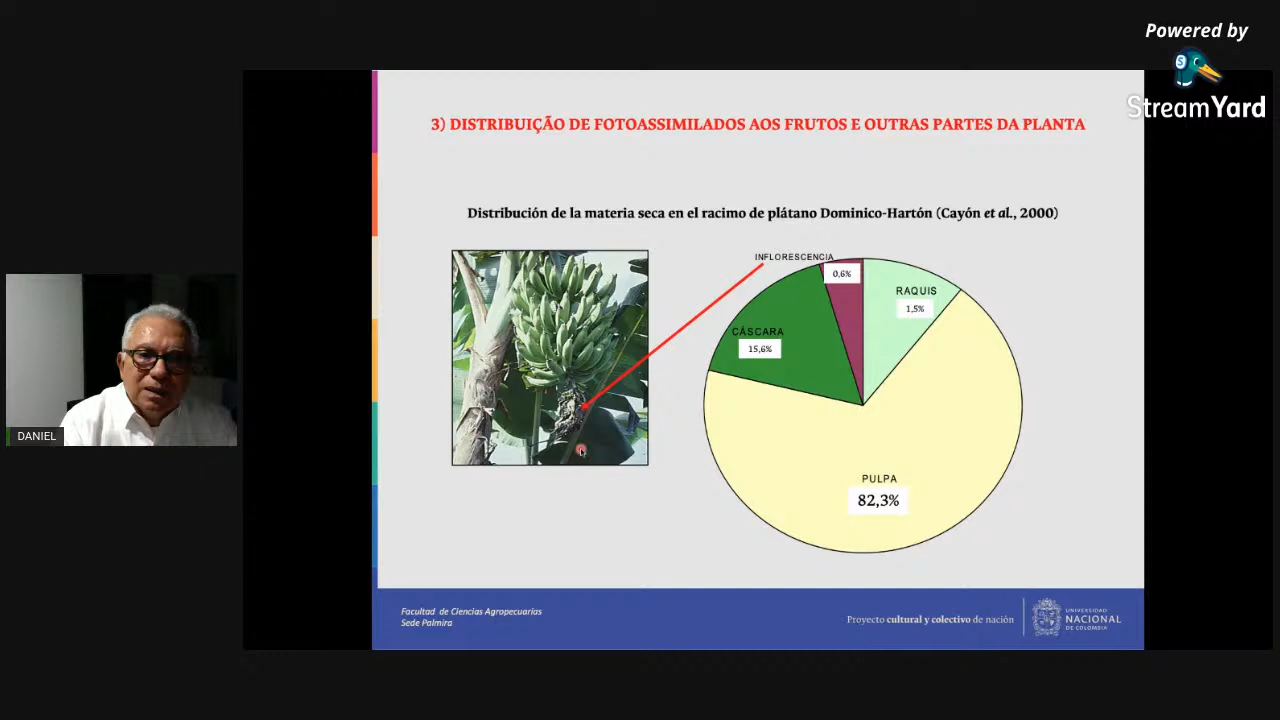 Powered by
StreamYard
3) DISTRIBUIÇÃO DE FOTOASSIMILADOS AOS FRUTOS E OUTRAS PARTES DA PLANTA
Distribución de la materia seca en el racimo de plátano Dominico-Hartón (Cayón et al., 2000)
INFLORESCENCIA
0,6%
RAQUIS
1,5%
CÁSCARA
15,6%
PULPA
82,3%
DANIEL
Facultad de Ciencias Agropecuarias
Sede Palmira
Proyecto cultural y colectivo de nación
UNIVERSIDAD
NACIONAL
DE COLOMBIA